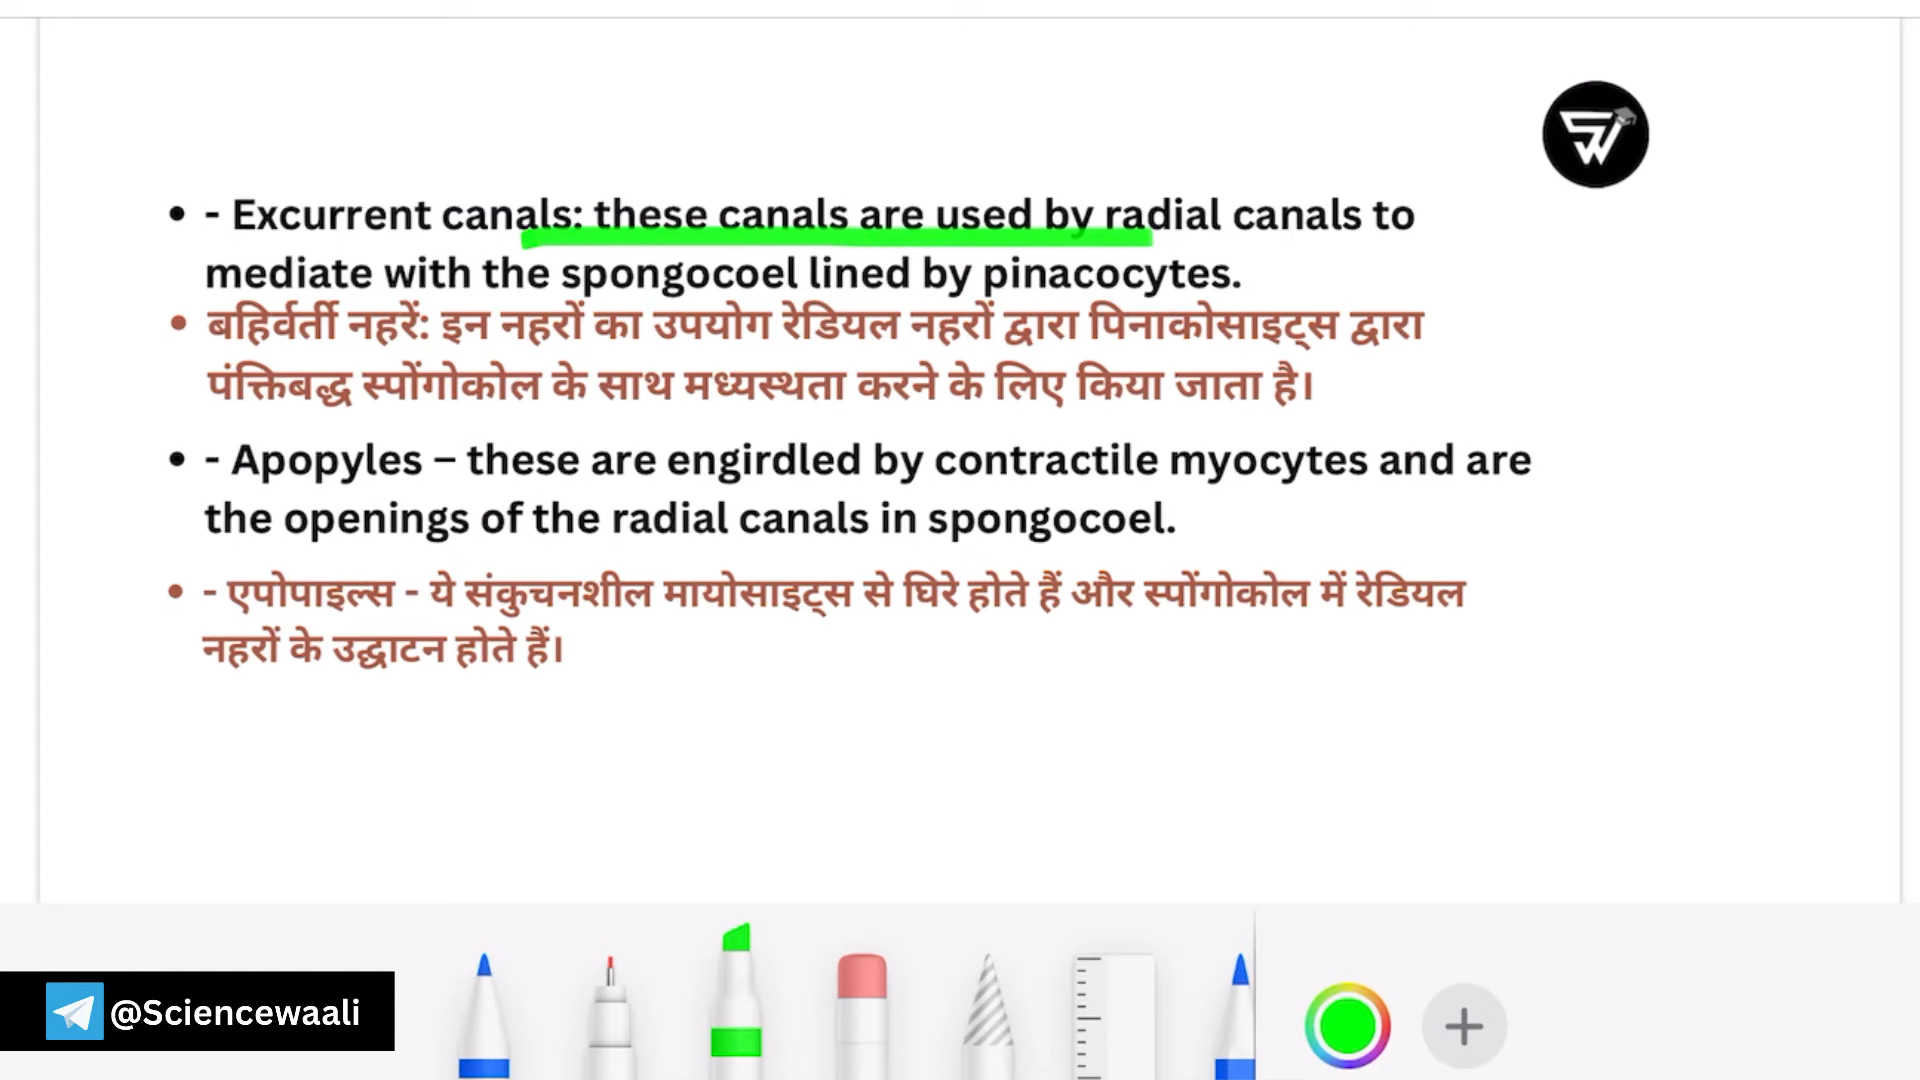 SW
• - Excurrent canals: these canals are used by radial canals to
mediate with the spongocoel lined by pinacocytes.
• बहिर्वर्ती नहरें: इन नहरों का उपयोग रेडियल नहरों द्वारा पिनाकोसाइट्स द्वारा
पंक्तिबद्ध स्पोंगोकोल के साथ मध्यस्थता करने के लिए किया जाता है।
• - Apopyles – these are engirdled by contractile myocytes and are
the openings of the radial canals in spongocoel.
• - एपोपाइल्स - ये संकुचनशील मायोसाइट्स से घिरे होते हैं और स्पोंगोकोल में रेडियल
नहरों के उद्घाटन होते हैं।
@Sciencewaali